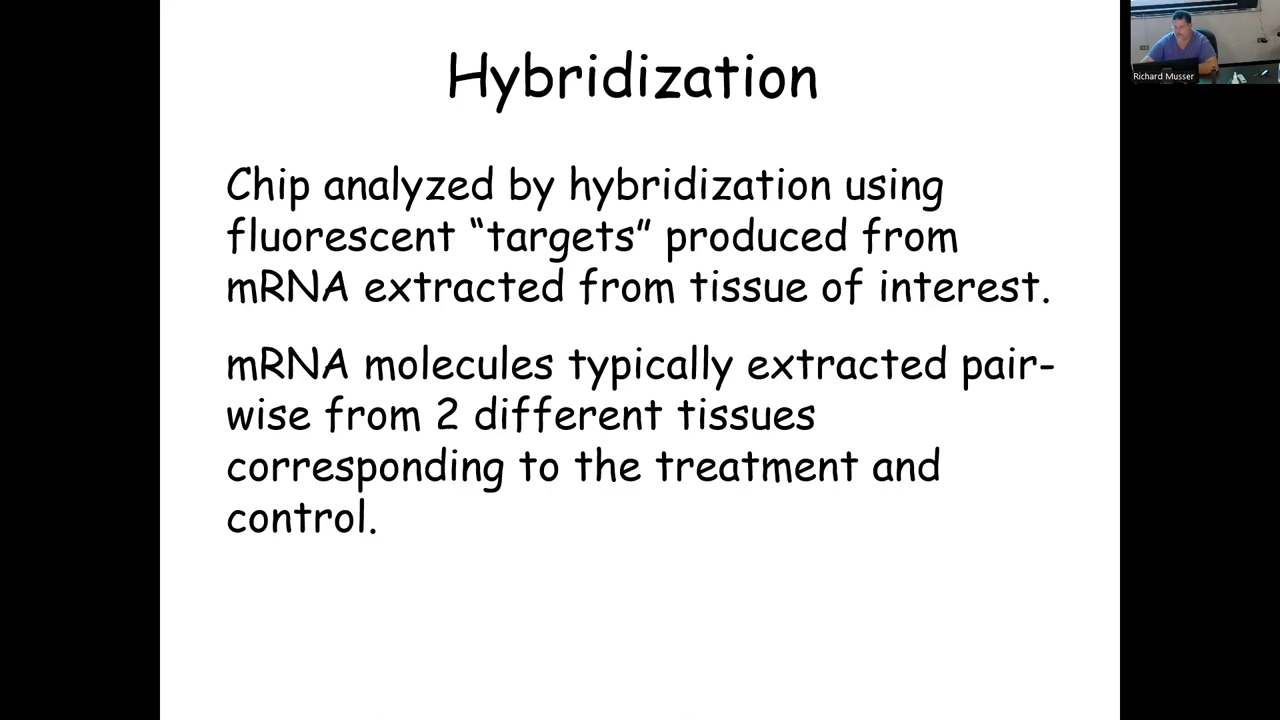 Hybridization
Chip analyzed by hybridization using
fluorescent “targets” produced from
mRNA extracted from tissue of interest.
mRNA molecules typically extracted pair-
wise from 2 different tissues
corresponding to the treatment and
control.
Richard Musser